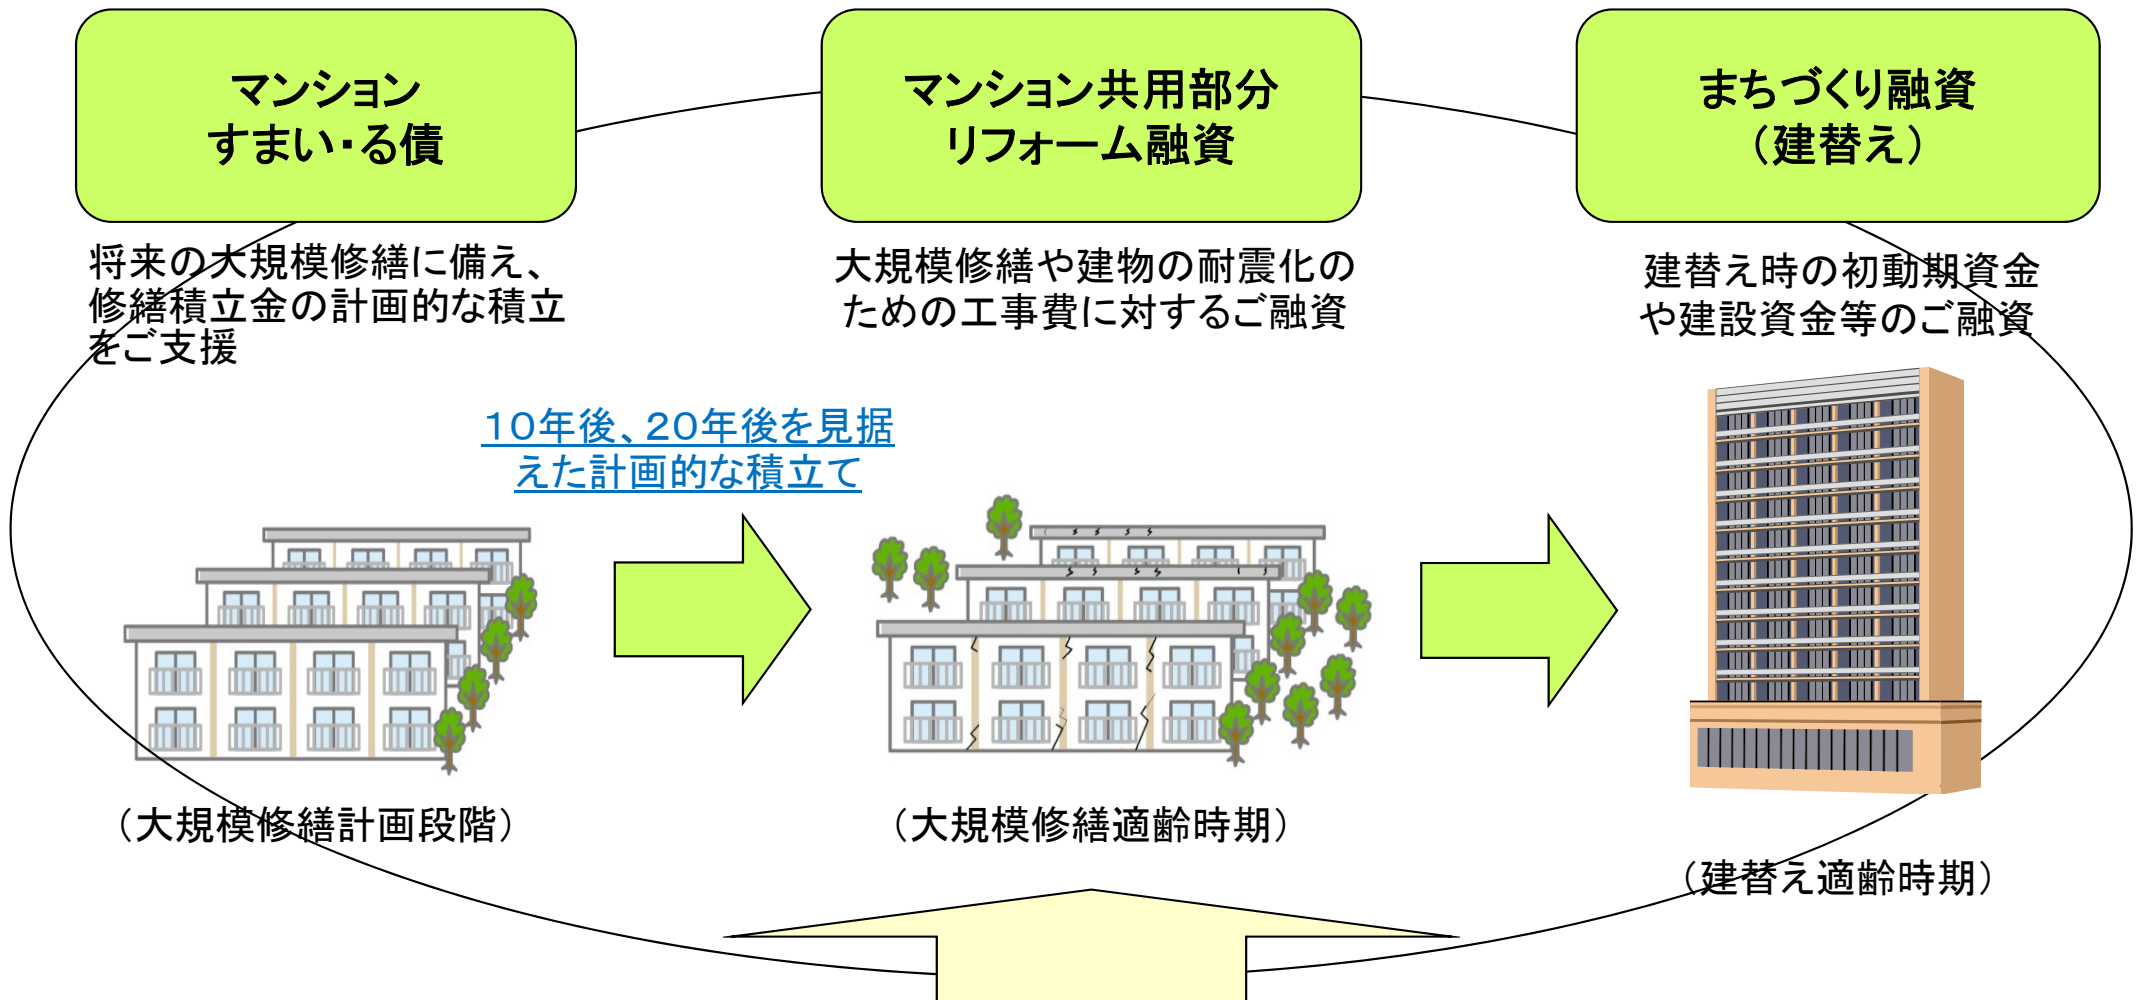 マンション
すまい・る債
マンション共用部分
リフォーム融資
まちづくり融資
（建替え）
将来の大規模修繕に備え、
修繕積立金の計画的な積立
をご支援
大規模修繕や建物の耐震化の
ための工事費に対するご融資
建替え時の初動期資金
や建設資金等のご融資
１０年後、２０年後を見据
えた計画的な積立て
（大規模修繕計画段階）
（大規模修繕適齢時期）
（建替え適齢時期）